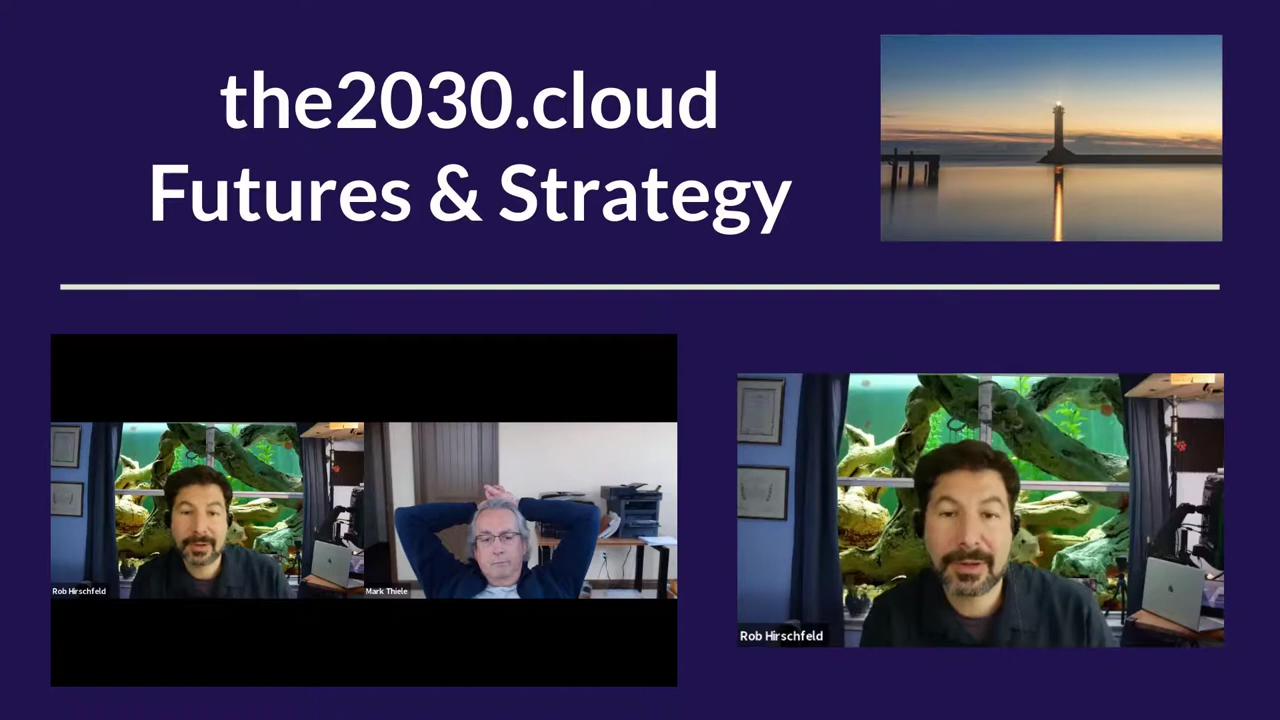 the2030.cloud
Futures & Strategy
Rob Hirschfeld
Mark Thiele
Rob Hirschfeld